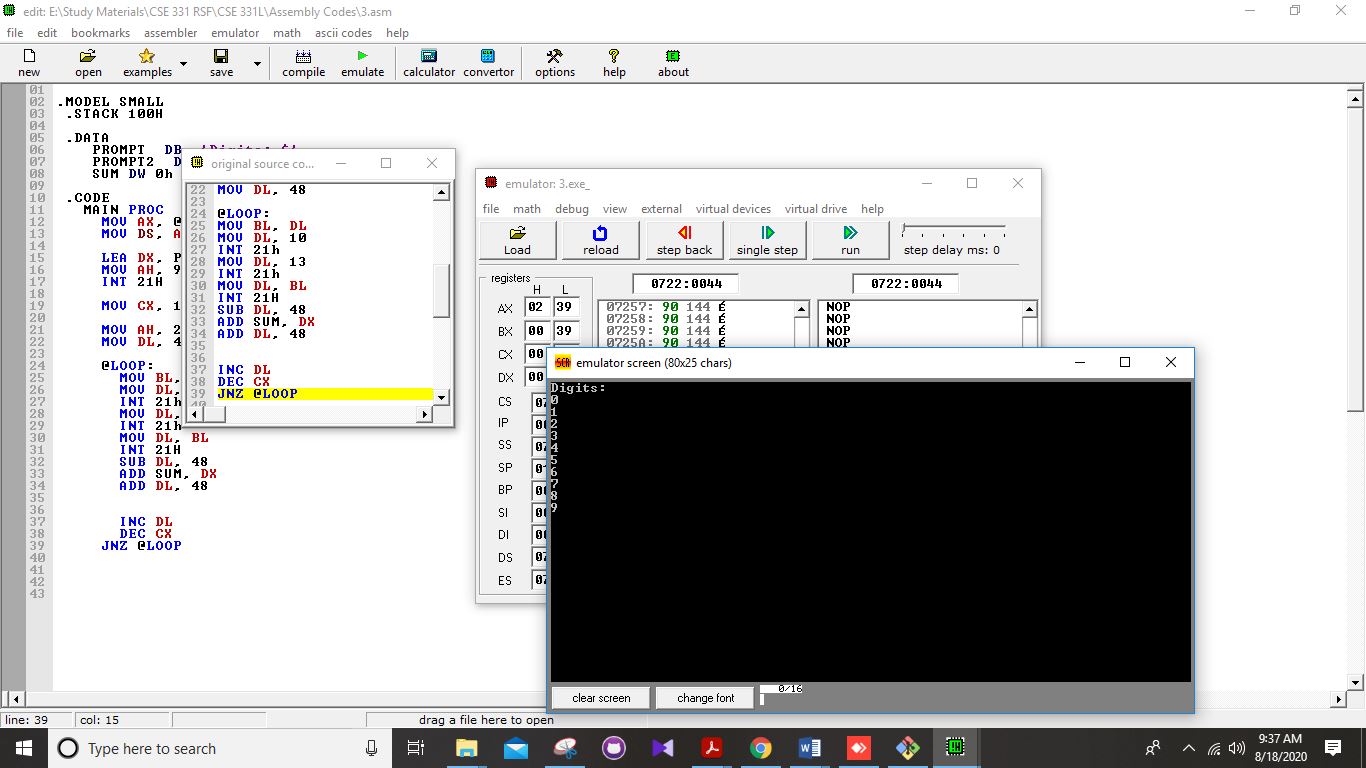 edit: E:\Study Materials\CSE 331 RSF\CSE 331L\Assembly Codes\3.asm
file edit bookmarks assembler emulator math ascii codes help
new open examples save compile emulate calculator convertor options help about
01
02 .MODEL SMALL
03 .STACK 100H
04
05 .DATA
06 PROMPT DB 'Digits: $'
07 PROMPT2 D
08 SUM DW 0h
09
10 .CODE
11 MAIN PROC
12 MOV AX, @
13 MOV DS, A
14
15 LEA DX, P
16 MOV AH, 9
17 INT 21H
18
19 MOV CX, 1
20
21 MOV AH, 2
22 MOV DL, 4
23
24 @LOOP:
25 MOV BL,
26 MOV DL,
27 INT 21h
28 MOV DL,
29 INT 21h
30 MOV DL, BL
31 INT 21H
32 SUB DL, 48
33 ADD SUM, DX
34 ADD DL, 48
35
36
37 INC DL
38 DEC CX
39 JNZ @LOOP
40
41
42
43
original source co...
22 MOV DL, 48
23
24 @LOOP:
25 MOV BL, DL
26 MOV DL, 10
27 INT 21h
28 MOV DL, 13
29 INT 21h
30 MOV DL, BL
31 INT 21H
32 SUB DL, 48
33 ADD SUM, DX
34 ADD DL, 48
35
36
37 INC DL
38 DEC CX
39 JNZ @LOOP
40
emulator: 3.exe_
file math debug view external virtual devices virtual drive help
Load reload step back single step run step delay ms: 0
registers
H L
0722:0044 0722:0044
AX 02 39
BX 00 39
CX 00
DX 00
CS 07
IP 00
SS 07
SP 01
BP 00
SI 00
DI 00
DS 07
ES 07
07257: 90 144 É NOP
07258: 90 144 É NOP
07259: 90 144 É NOP
0725A: 90 144 É NOP
emulator screen (80x25 chars)
Digits:
0
1
2
3
4
5
6
7
8
9
clear screen change font 0/16
line: 39 col: 15 drag a file here to open
Type here to search
9:37 AM
8/18/2020